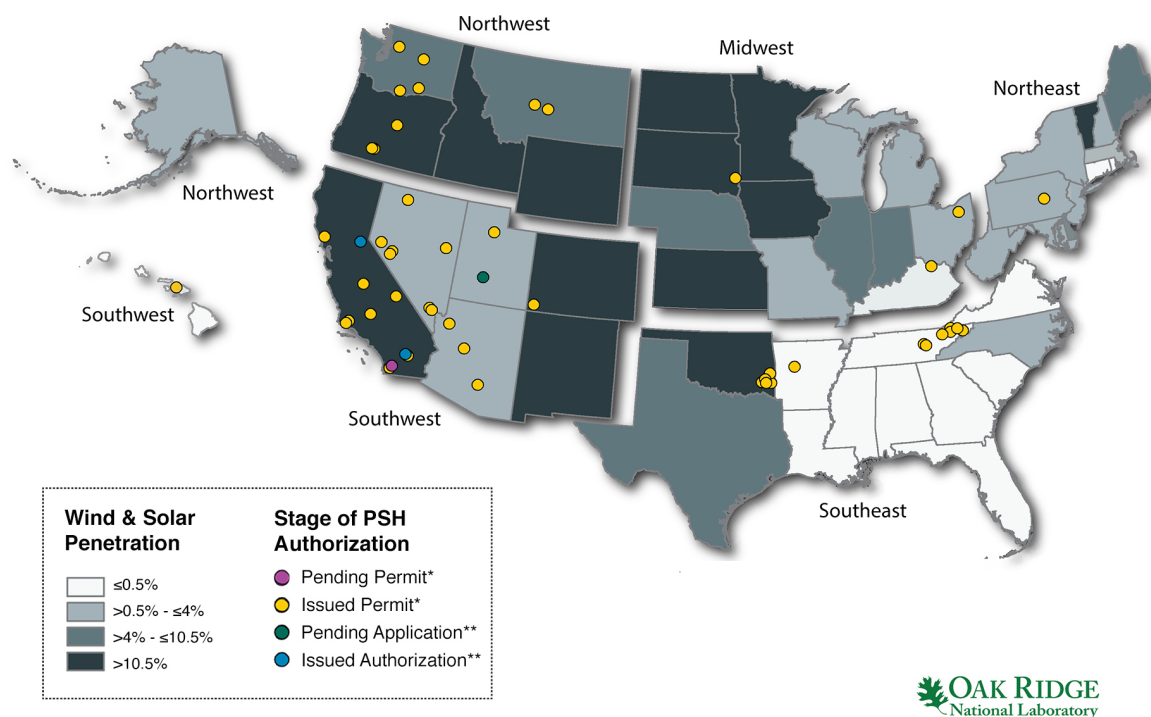 Northwest
Midwest
Northeast
Northwest
Southwest
Southwest
Southeast
Wind & Solar
Penetration
≤0.5%
>0.5% - ≤4%
>4% - ≤10.5%
>10.5%
Stage of PSH
Authorization
Pending Permit*
Issued Permit*
Pending Application**
Issued Authorization**
OAK RIDGE
National Laboratory